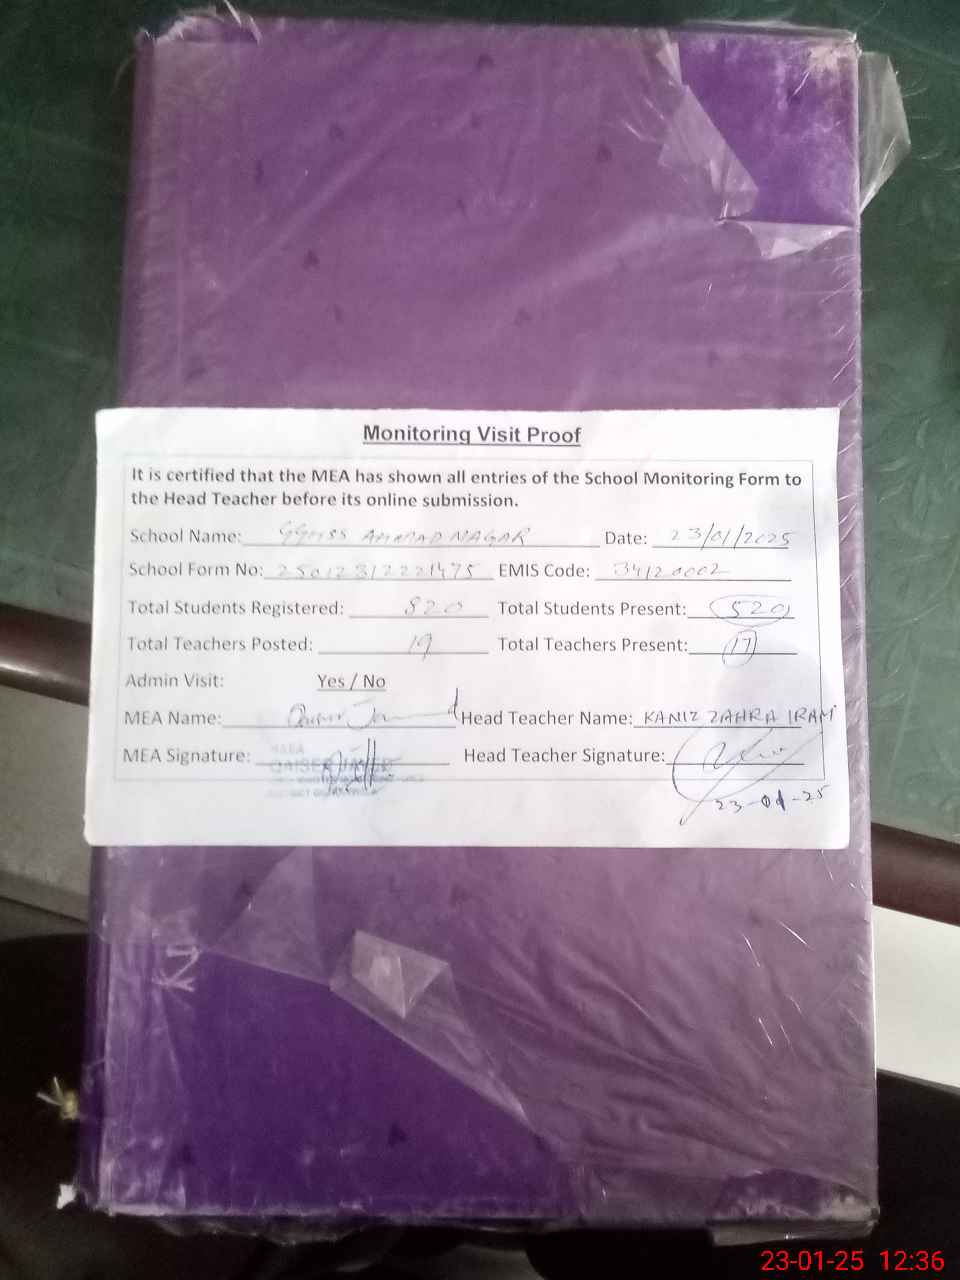 Monitoring Visit Proof
It is certified that the MEA has shown all entries of the School Monitoring Form to
the Head Teacher before its online submission.
School Name: GGHSS AHMAD NAGAR Date: 23/01/2025
School Form No: 25012312221475 EMIS Code: 34120002
Total Students Registered: 820 Total Students Present: 520
Total Teachers Posted: 19 Total Teachers Present: 17
Admin Visit: Yes / No
MEA Name: Head Teacher Name: KANIZ ZAHRA IRAM
MEA
MEA Signature: QAISER Head Teacher Signature:
DISTRICT
23-01-25
23-01-25 12:36